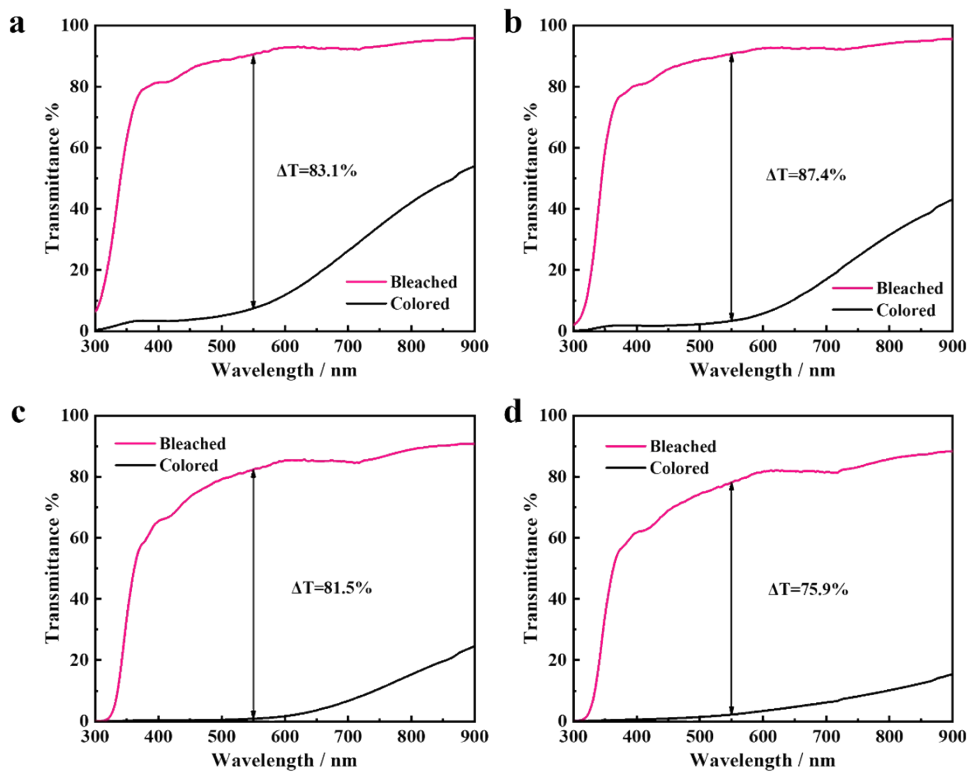 a
100
80
60
40
20
0
Transmittance %
ΔT=83.1%
Bleached
Colored
300 400 500 600 700 800 900
Wavelength / nm
b
100
80
60
40
20
0
Transmittance %
ΔT=87.4%
Bleached
Colored
300 400 500 600 700 800 900
Wavelength / nm
c
100
80
60
40
20
0
Transmittance %
Bleached
Colored
ΔT=81.5%
300 400 500 600 700 800 900
Wavelength / nm
d
100
80
60
40
20
0
Transmittance %
Bleached
Colored
ΔT=75.9%
300 400 500 600 700 800 900
Wavelength / nm